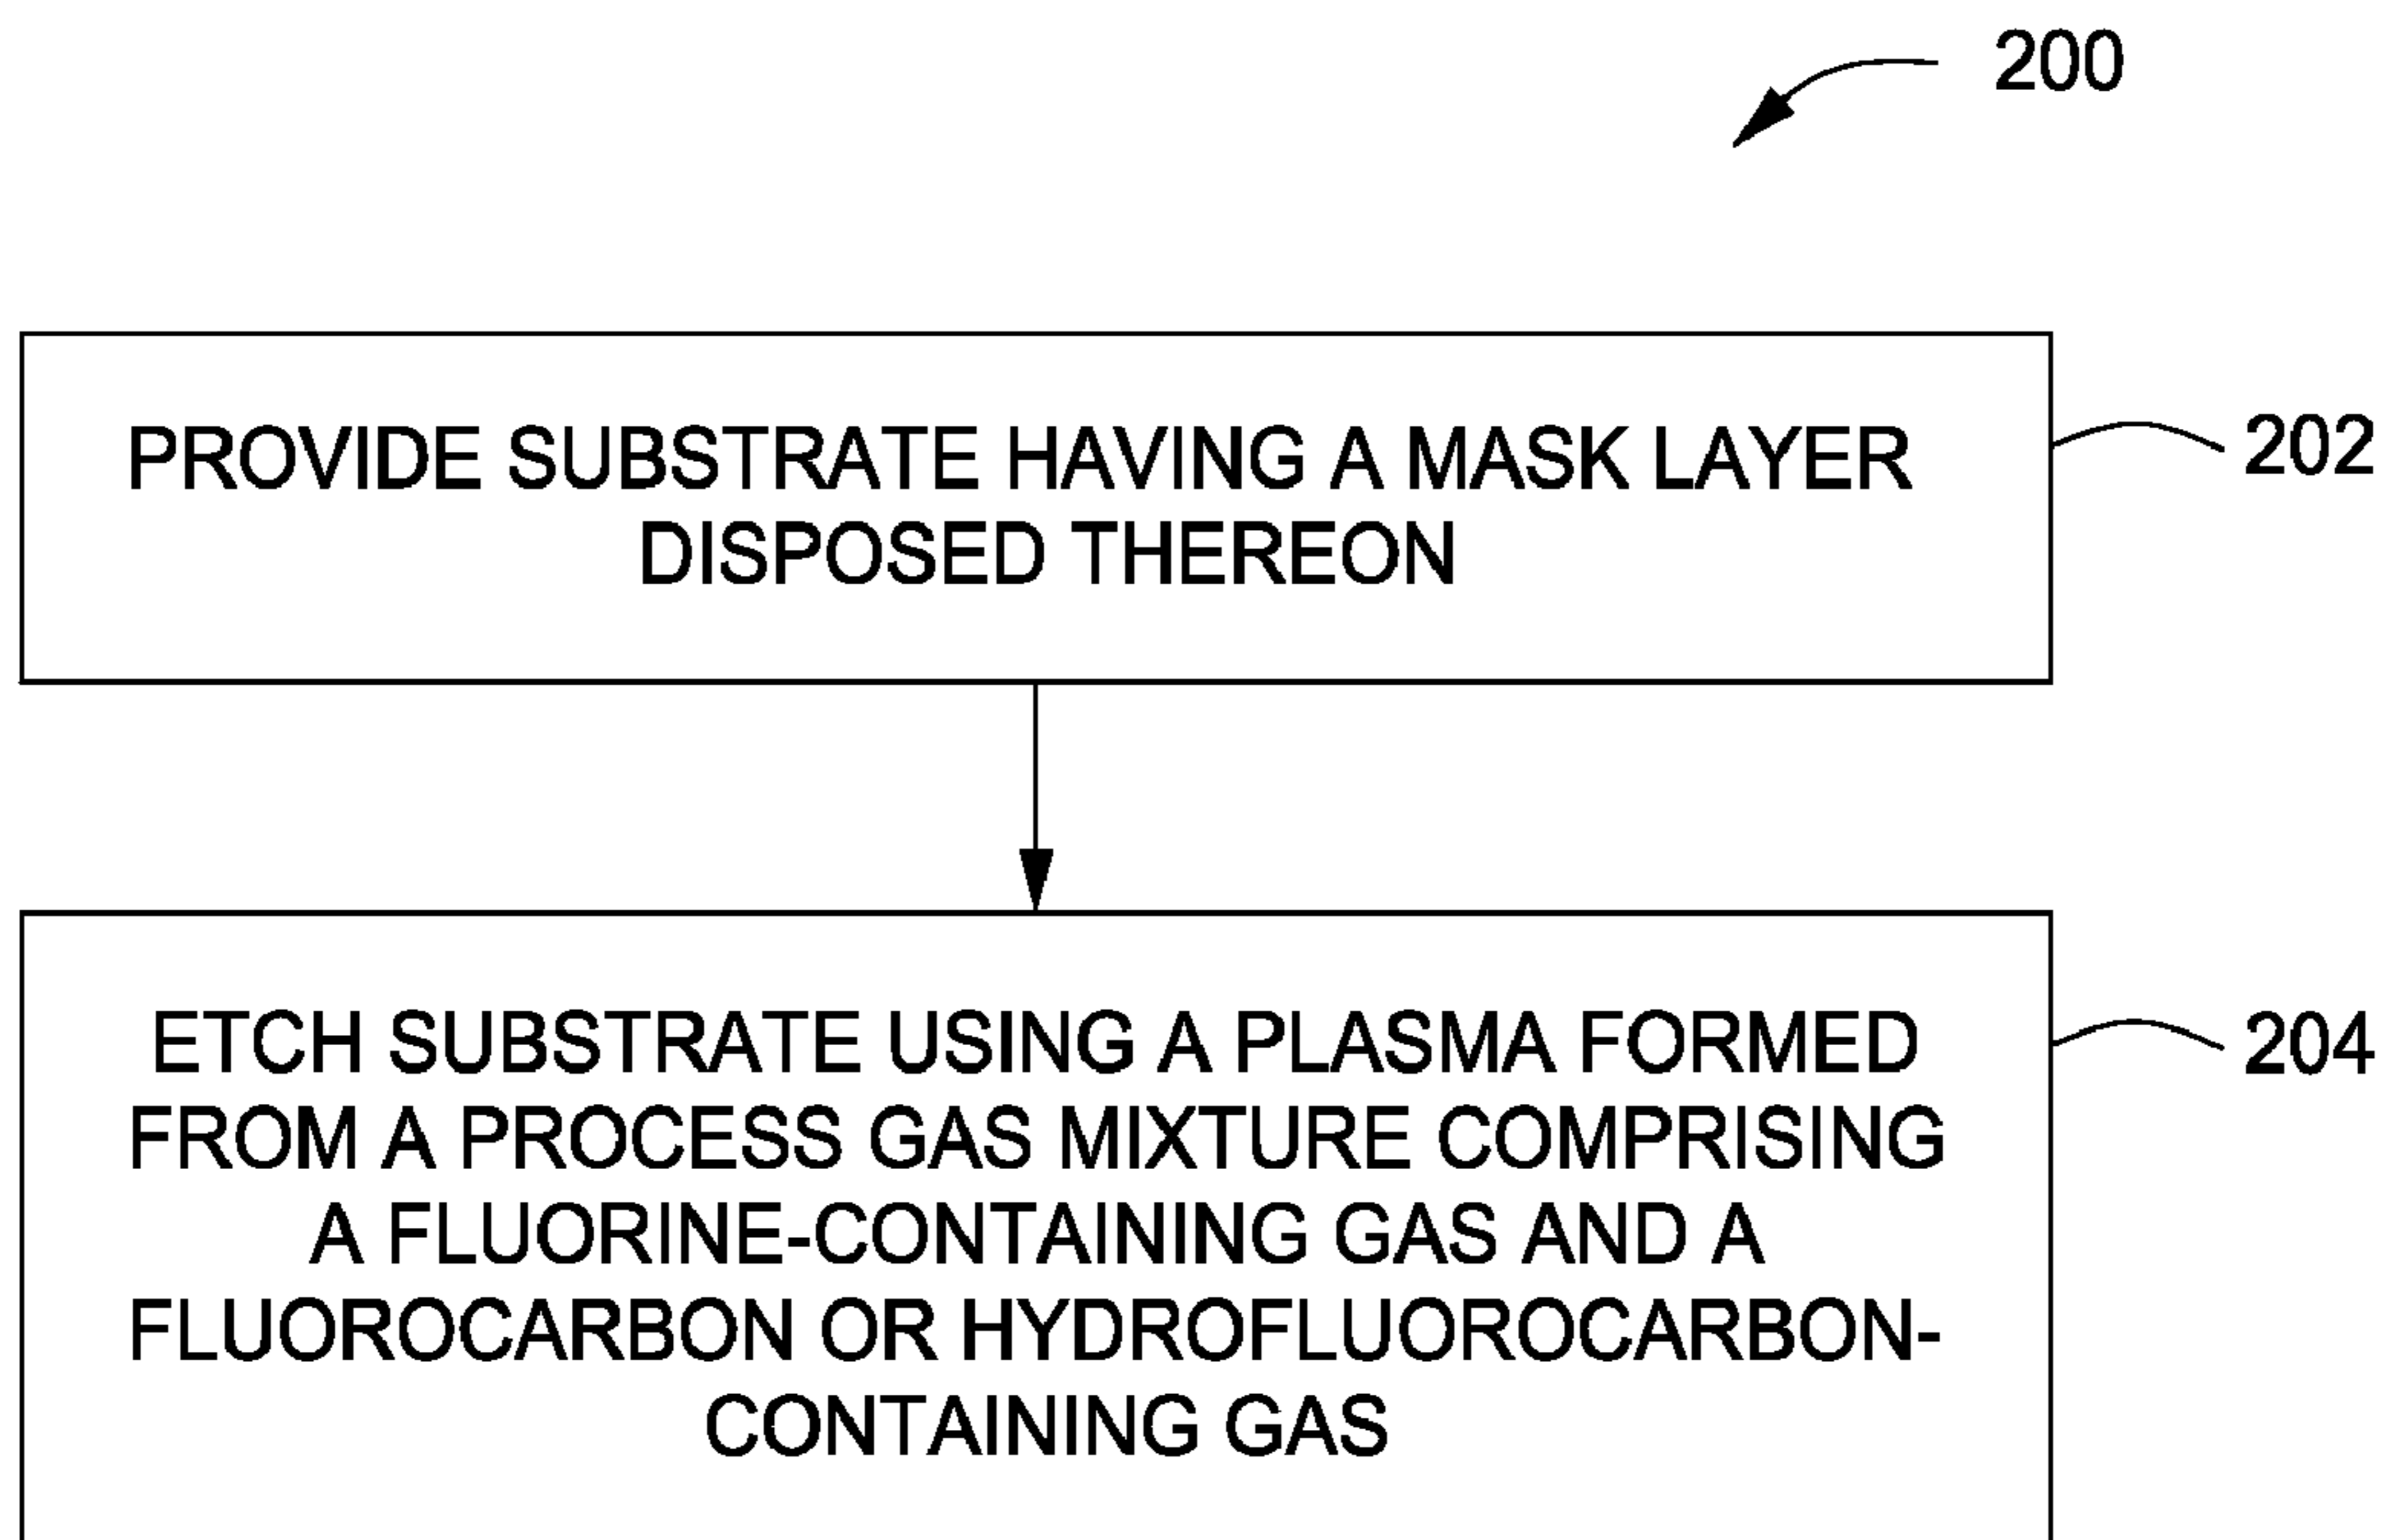 200
PROVIDE SUBSTRATE HAVING A MASK LAYER
DISPOSED THEREON
202
ETCH SUBSTRATE USING A PLASMA FORMED
FROM A PROCESS GAS MIXTURE COMPRISING
A FLUORINE-CONTAINING GAS AND A
FLUOROCARBON OR HYDROFLUOROCARBON-
CONTAINING GAS
204